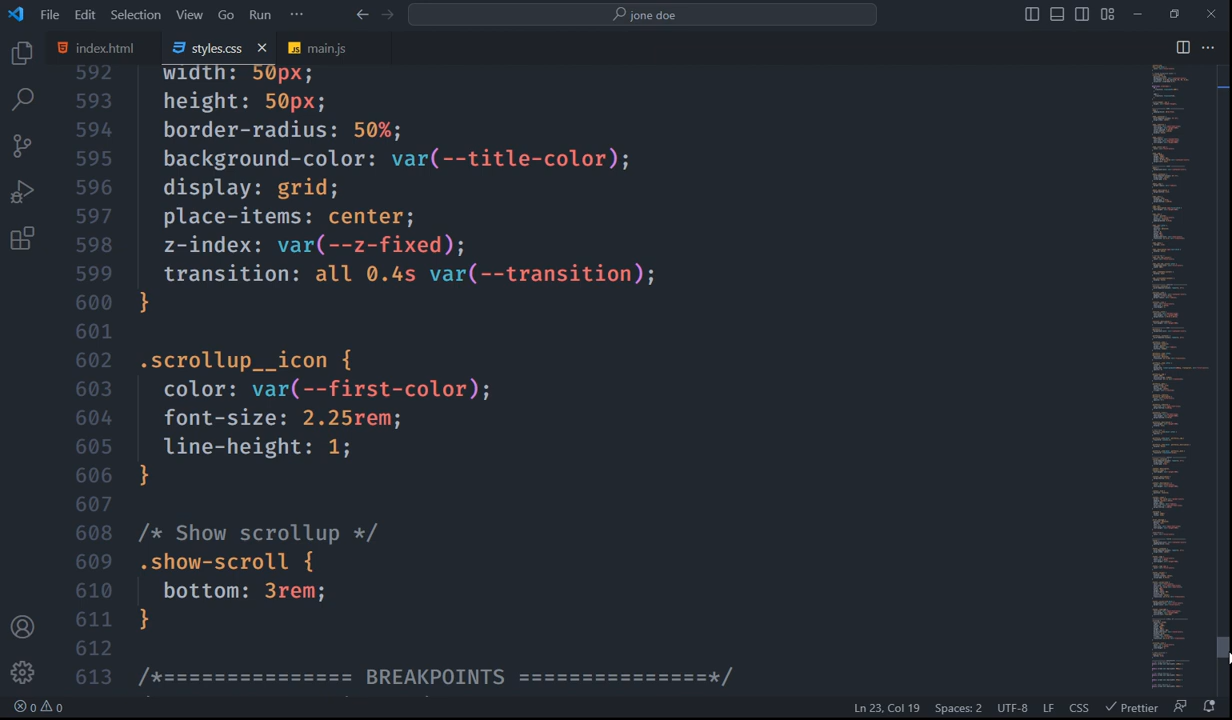 File Edit Selection View Go Run ··· jone doe
index.html styles.css main.js
592 width: 50px;
593 height: 50px;
594 border-radius: 50%;
595 background-color: var(--title-color);
596 display: grid;
597 place-items: center;
598 z-index: var(--z-fixed);
599 transition: all 0.4s var(--transition);
600 }
601
602 .scrollup__icon {
603 color: var(--first-color);
604 font-size: 2.25rem;
605 line-height: 1;
606 }
607
608 /* Show scrollup */
609 .show-scroll {
610 bottom: 3rem;
611 }
612
613 /*=============== BREAKPOINTS ===============*/
0 0 Ln 23, Col 19 Spaces: 2 UTF-8 LF CSS Prettier